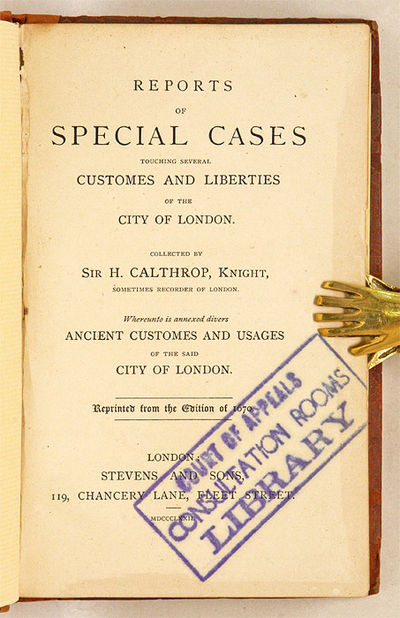 REPORTS
OF
SPECIAL CASES
TOUCHING SEVERAL
CUSTOMES AND LIBERTIES
OF THE
CITY OF LONDON.
COLLECTED BY
SIR H. CALTHROP, KNIGHT,
SOMETIMES RECORDER OF LONDON.
Whereunto is annexed divers
ANCIENT CUSTOMES AND USAGES
OF THE SAID
CITY OF LONDON.
Reprinted from the Edition of 1670.
LONDON:
STEVENS AND SONS,
119, CHANCERY LANE, FLEET STREET.
MDCCCLXXII.
COURT OF APPEALS
CONSULTATION ROOMS
LIBRARY